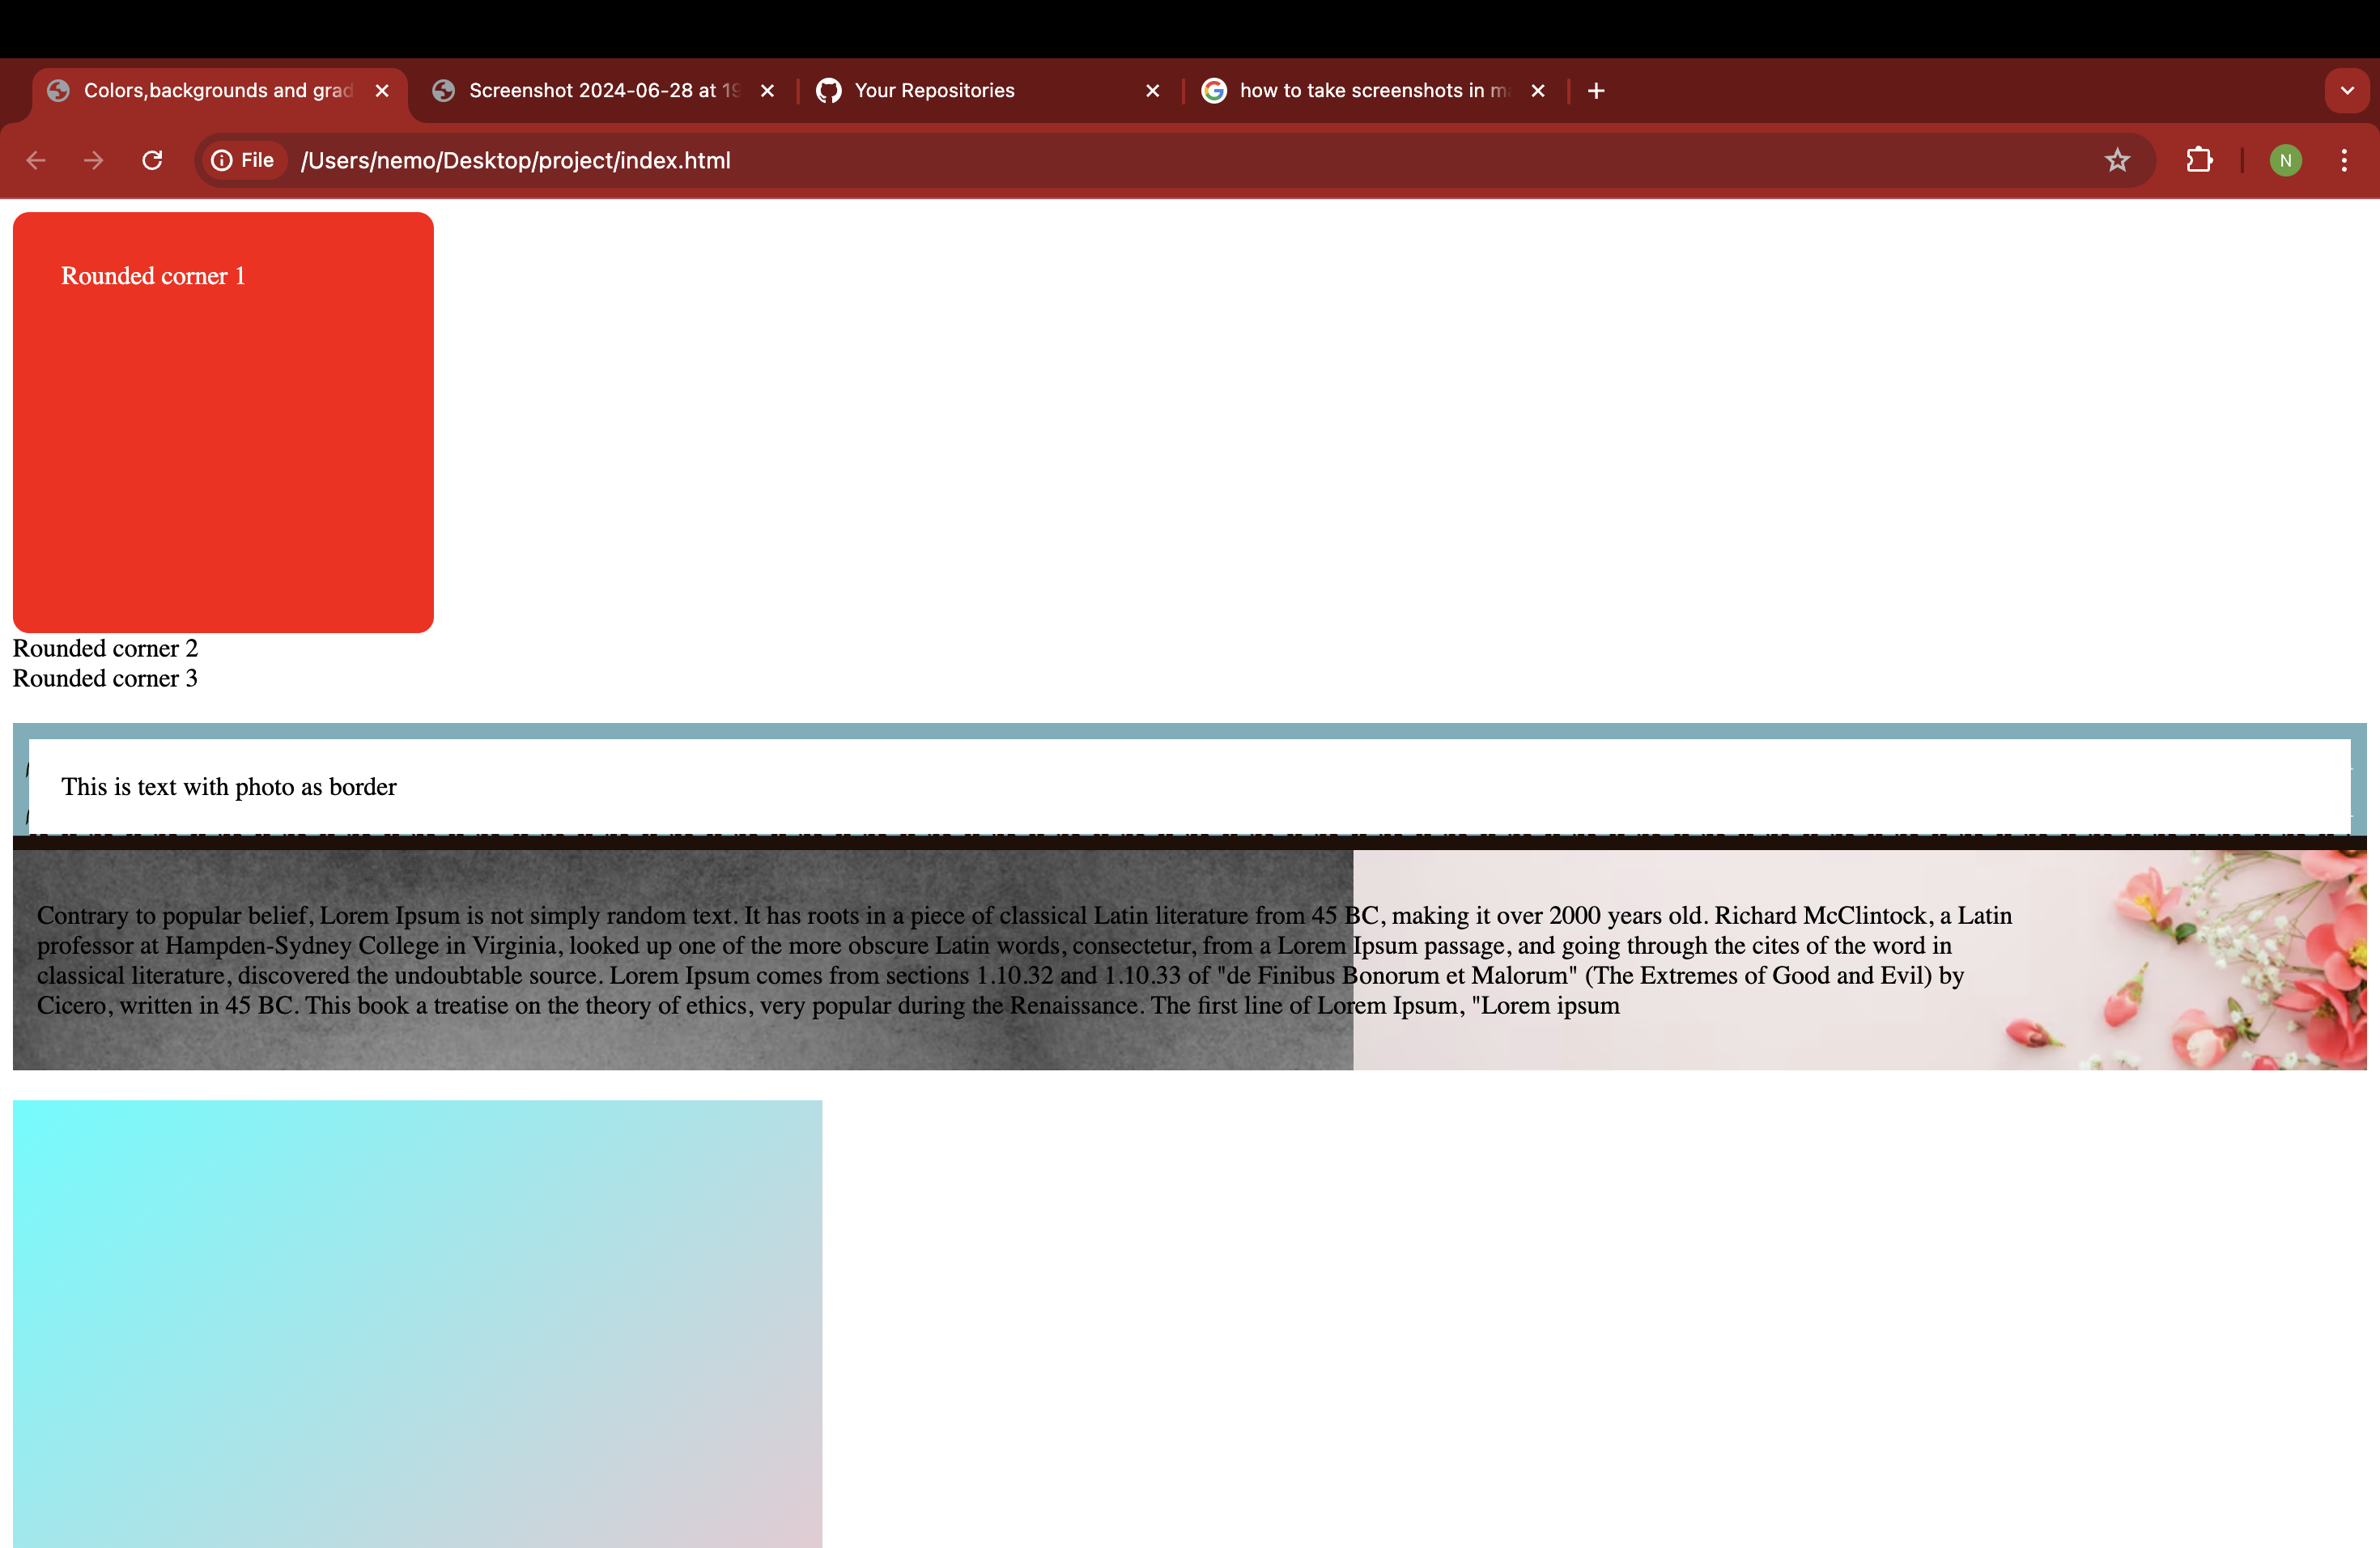 Colors,backgrounds and grad
Screenshot 2024-06-28 at 19
Your Repositories
how to take screenshots in m
File
/Users/nemo/Desktop/project/index.html
N
Rounded corner 1
Rounded corner 2
Rounded corner 3
This is text with photo as border
Contrary to popular belief, Lorem Ipsum is not simply random text. It has roots in a piece of classical Latin literature from 45 BC, making it over 2000 years old. Richard McClintock, a Latin
professor at Hampden-Sydney College in Virginia, looked up one of the more obscure Latin words, consectetur, from a Lorem Ipsum passage, and going through the cites of the word in
classical literature, discovered the undoubtable source. Lorem Ipsum comes from sections 1.10.32 and 1.10.33 of "de Finibus Bonorum et Malorum" (The Extremes of Good and Evil) by
Cicero, written in 45 BC. This book a treatise on the theory of ethics, very popular during the Renaissance. The first line of Lorem Ipsum, "Lorem ipsum